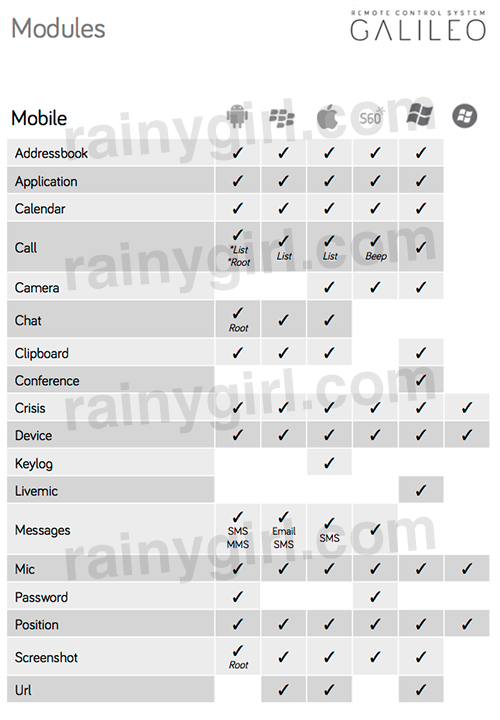 Modules
REMOTE CONTROL SYSTEM
GALILEO
Mobile S60
Addressbook ✓ ✓ ✓ ✓ ✓
Application ✓ ✓ ✓ ✓ ✓
Calendar ✓ ✓ ✓ ✓ ✓
Call ✓ *List *Root ✓ List ✓ List ✓ Beep ✓
Camera ✓ ✓ ✓
Chat ✓ Root ✓ ✓
Clipboard ✓ ✓ ✓ ✓
Conference ✓
Crisis ✓ ✓ ✓ ✓ ✓ ✓
Device ✓ ✓ ✓ ✓ ✓ ✓
Keylog ✓
Livemic ✓
Messages ✓ SMS MMS ✓ Email SMS ✓ SMS ✓
Mic ✓ ✓ ✓ ✓ ✓ ✓
Password ✓ ✓
Position ✓ ✓ ✓ ✓ ✓ ✓
Screenshot ✓ Root ✓ ✓ ✓ ✓
Url ✓ ✓ ✓
rainygirl.com
rainygirl.com
rainygirl.com
rainygirl.com